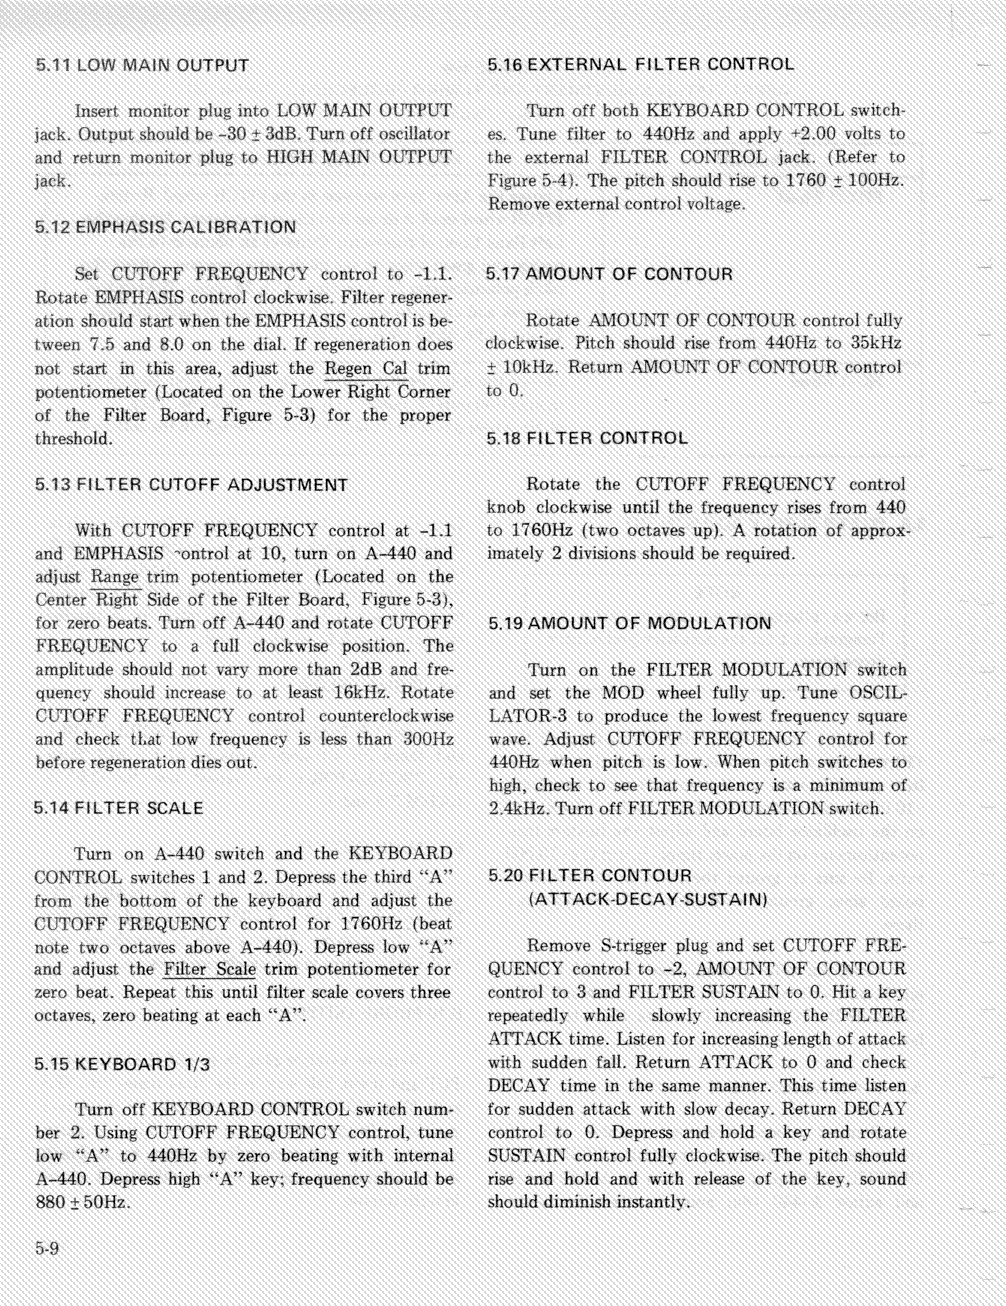 5.11 LOW MAIN OUTPUT
Insert monitor plug into LOW MAIN OUTPUT
jack. Output should be -30 ± 3dB. Turn off oscillator
and return monitor plug to HIGH MAIN OUTPUT
jack.
5.12 EMPHASIS CALIBRATION
Set CUTOFF FREQUENCY control to -1.1.
Rotate EMPHASIS control clockwise. Filter regener-
ation should start when the EMPHASIS control is be-
tween 7.5 and 8.0 on the dial. If regeneration does
not start in this area, adjust the Regen Cal trim
potentiometer (Located on the Lower Right Corner
of the Filter Board, Figure 5-3) for the proper
threshold.
5.13 FILTER CUTOFF ADJUSTMENT
With CUTOFF FREQUENCY control at -1.1
and EMPHASIS control at 10, turn on A-440 and
adjust Range trim potentiometer (Located on the
Center Right Side of the Filter Board, Figure 5-3),
for zero beats. Turn off A-440 and rotate CUTOFF
FREQUENCY to a full clockwise position. The
amplitude should not vary more than 2dB and fre-
quency should increase to at least 16kHz. Rotate
CUTOFF FREQUENCY control counterclockwise
and check that low frequency is less than 300Hz
before regeneration dies out.
5.14 FILTER SCALE
Turn on A-440 switch and the KEYBOARD
CONTROL switches 1 and 2. Depress the third “A”
from the bottom of the keyboard and adjust the
CUTOFF FREQUENCY control for 1760Hz (beat
note two octaves above A-440). Depress low “A”
and adjust the Filter Scale trim potentiometer for
zero beat. Repeat this until filter scale covers three
octaves, zero beating at each “A”.
5.15 KEYBOARD 1/3
Turn off KEYBOARD CONTROL switch num-
ber 2. Using CUTOFF FREQUENCY control, tune
low “A” to 440Hz by zero beating with internal
A-440. Depress high “A” key; frequency should be
880 ± 50Hz.
5-9
5.16 EXTERNAL FILTER CONTROL
Turn off both KEYBOARD CONTROL switch-
es. Tune filter to 440Hz and apply +2.00 volts to
the external FILTER CONTROL jack. (Refer to
Figure 5-4). The pitch should rise to 1760 ± 100Hz.
Remove external control voltage.
5.17 AMOUNT OF CONTOUR
Rotate AMOUNT OF CONTOUR control fully
clockwise. Pitch should rise from 440Hz to 35kHz
± 10kHz. Return AMOUNT OF CONTOUR control
to 0.
5.18 FILTER CONTROL
Rotate the CUTOFF FREQUENCY control
knob clockwise until the frequency rises from 440
to 1760Hz (two octaves up). A rotation of approx-
imately 2 divisions should be required.
5.19 AMOUNT OF MODULATION
Turn on the FILTER MODULATION switch
and set the MOD wheel fully up. Tune OSCIL-
LATOR-3 to produce the lowest frequency square
wave. Adjust CUTOFF FREQUENCY control for
440Hz when pitch is low. When pitch switches to
high, check to see that frequency is a minimum of
2.4kHz. Turn off FILTER MODULATION switch.
5.20 FILTER CONTOUR
(ATTACK-DECAY-SUSTAIN)
Remove S-trigger plug and set CUTOFF FRE-
QUENCY control to -2, AMOUNT OF CONTOUR
control to 3 and FILTER SUSTAIN to 0. Hit a key
repeatedly while slowly increasing the FILTER
ATTACK time. Listen for increasing length of attack
with sudden fall. Return ATTACK to 0 and check
DECAY time in the same manner. This time listen
for sudden attack with slow decay. Return DECAY
control to 0. Depress and hold a key and rotate
SUSTAIN control fully clockwise. The pitch should
rise and hold and with release of the key, sound
should diminish instantly.